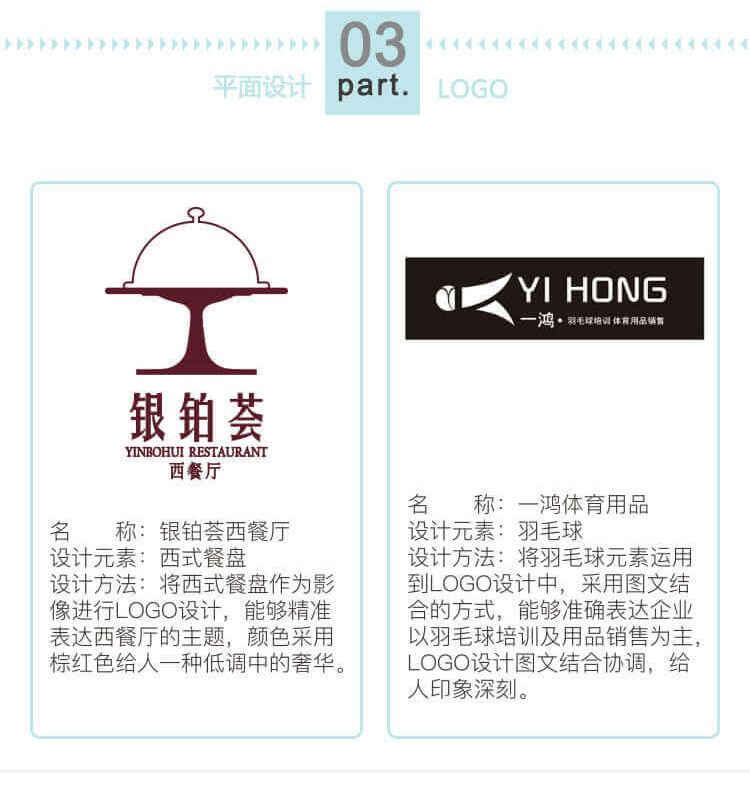 03
平面设计 part. LOGO
银铂荟
YINBOHUI RESTAURANT
西餐厅
名　　称：银铂荟西餐厅
设计元素：西式餐盘
设计方法：将西式餐盘作为影
像进行LOGO设计，能够精准
表达西餐厅的主题，颜色采用
棕红色给人一种低调中的奢华。
YI HONG
一鸿·羽毛球培训 体育用品销售
名　　称：一鸿体育用品
设计元素：羽毛球
设计方法：将羽毛球元素运用
到LOGO设计中，采用图文结
合的方式，能够准确表达企业
以羽毛球培训及用品销售为主，
LOGO设计图文结合协调，给
人印象深刻。